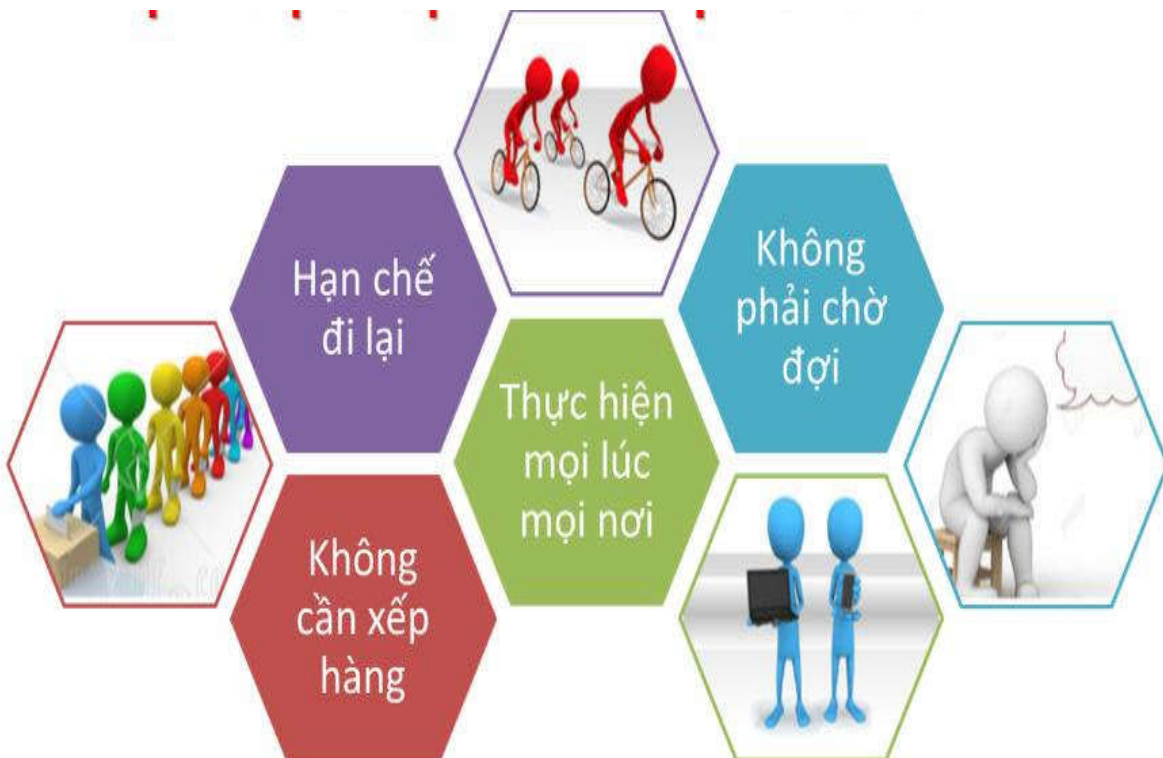 Hạn chế
đi lại
Không
phải chờ
đợi
Thực hiện
mọi lúc
mọi nơi
Không
cần xếp
hàng